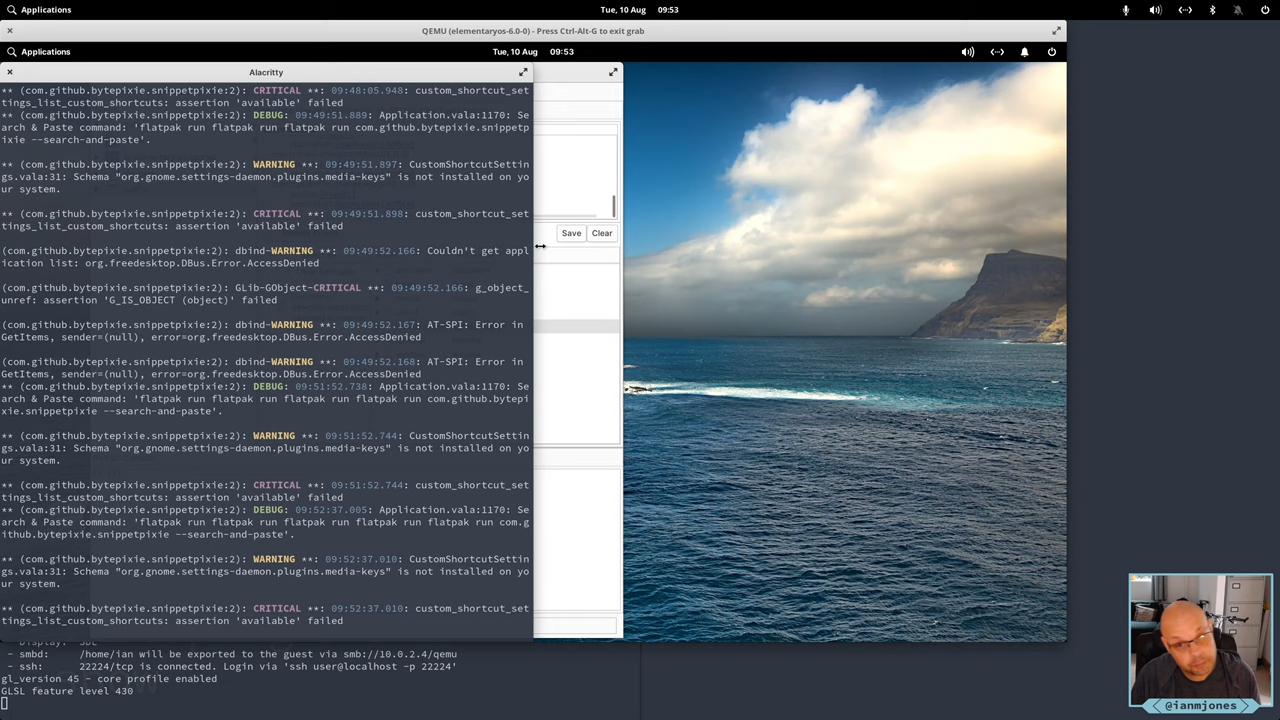 Applications
Tue, 10 Aug 09:53
QEMU (elementaryos-6.0-0) - Press Ctrl-Alt-G to exit grab
Applications
Tue, 10 Aug 09:53
Alacritty
** (com.github.bytepixie.snippetpixie:2): CRITICAL **: 09:48:05.948: custom_shortcut_set
tings_list_custom_shortcuts: assertion 'available' failed
** (com.github.bytepixie.snippetpixie:2): DEBUG: 09:49:51.889: Application.vala:1170: Se
arch & Paste command: 'flatpak run flatpak run flatpak run com.github.bytepixie.snippetp
ixie --search-and-paste'.
** (com.github.bytepixie.snippetpixie:2): WARNING **: 09:49:51.897: CustomShortcutSettin
gs.vala:31: Schema "org.gnome.settings-daemon.plugins.media-keys" is not installed on yo
ur system.
** (com.github.bytepixie.snippetpixie:2): CRITICAL **: 09:49:51.898: custom_shortcut_set
tings_list_custom_shortcuts: assertion 'available' failed
(com.github.bytepixie.snippetpixie:2): dbind-WARNING **: 09:49:52.166: Couldn't get appl
ication list: org.freedesktop.DBus.Error.AccessDenied
(com.github.bytepixie.snippetpixie:2): GLib-GObject-CRITICAL **: 09:49:52.166: g_object_
unref: assertion 'G_IS_OBJECT (object)' failed
(com.github.bytepixie.snippetpixie:2): dbind-WARNING **: 09:49:52.167: AT-SPI: Error in
GetItems, sender=(null), error=org.freedesktop.DBus.Error.AccessDenied
(com.github.bytepixie.snippetpixie:2): dbind-WARNING **: 09:49:52.168: AT-SPI: Error in
GetItems, sender=(null), error=org.freedesktop.DBus.Error.AccessDenied
** (com.github.bytepixie.snippetpixie:2): DEBUG: 09:51:52.738: Application.vala:1170: Se
arch & Paste command: 'flatpak run flatpak run flatpak run flatpak run com.github.bytepi
xie.snippetpixie --search-and-paste'.
** (com.github.bytepixie.snippetpixie:2): WARNING **: 09:51:52.744: CustomShortcutSettin
gs.vala:31: Schema "org.gnome.settings-daemon.plugins.media-keys" is not installed on yo
ur system.
** (com.github.bytepixie.snippetpixie:2): CRITICAL **: 09:51:52.744: custom_shortcut_set
tings_list_custom_shortcuts: assertion 'available' failed
** (com.github.bytepixie.snippetpixie:2): DEBUG: 09:52:37.005: Application.vala:1170: Se
arch & Paste command: 'flatpak run flatpak run flatpak run flatpak run flatpak run com.g
ithub.bytepixie.snippetpixie --search-and-paste'.
** (com.github.bytepixie.snippetpixie:2): WARNING **: 09:52:37.010: CustomShortcutSettin
gs.vala:31: Schema "org.gnome.settings-daemon.plugins.media-keys" is not installed on yo
ur system.
** (com.github.bytepixie.snippetpixie:2): CRITICAL **: 09:52:37.010: custom_shortcut_set
tings_list_custom_shortcuts: assertion 'available' failed
Save Clear
- smbd: /home/ian will be exported to the guest via smb://10.0.2.4/qemu
- ssh: 22224/tcp is connected. Login via 'ssh user@localhost -p 22224'
gl_version 45 - core profile enabled
GLSL feature level 430
@ianmjones